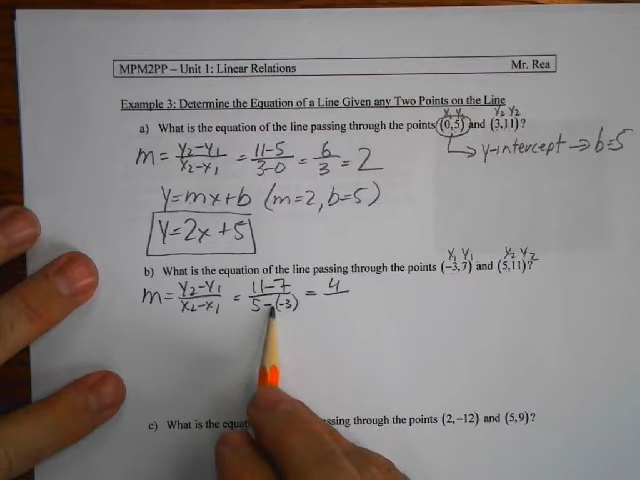 MPM2PP – Unit 1: Linear Relations Mr. Rea
Example 3: Determine the Equation of a Line Given any Two Points on the Line
x₁ y₁ x₂ y₂
a) What is the equation of the line passing through the points (0,5) and (3,11)?
→ y-intercept → b=5
m = y₂-y₁/x₂-x₁ = 11-5/3-0 = 6/3 = 2
y=mx+b (m=2, b=5)
y=2x+5
x₁ y₁ x₂ y₂
b) What is the equation of the line passing through the points (−3,7) and (5,11)?
m= y₂-y₁/x₂-x₁ = 11-7/5-(-3) = 4
c) What is the equ ssing through the points (2,−12) and (5,9)?